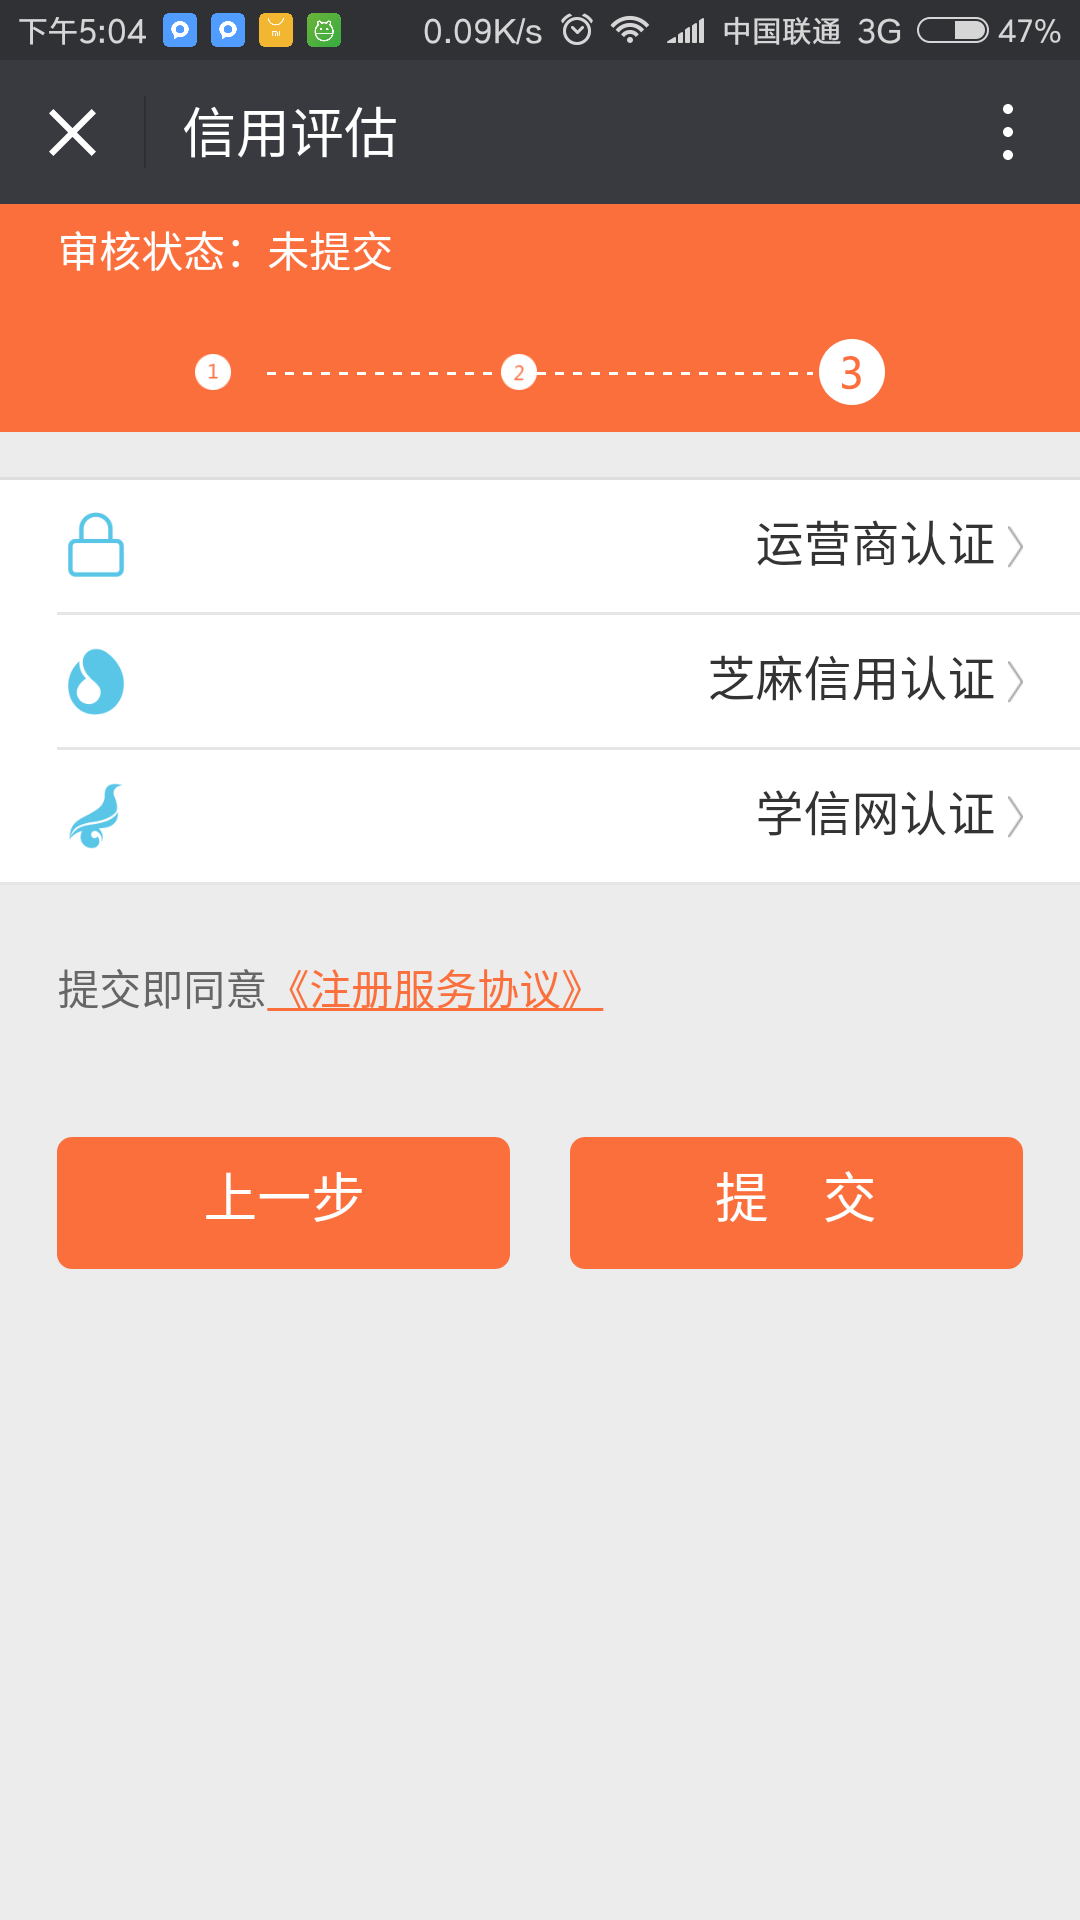 下午5:04 0.09K/s 中国联通 3G 47%
信用评估
审核状态：未提交
1 2 3
运营商认证
芝麻信用认证
学信网认证
提交即同意《注册服务协议》
上一步 提 交